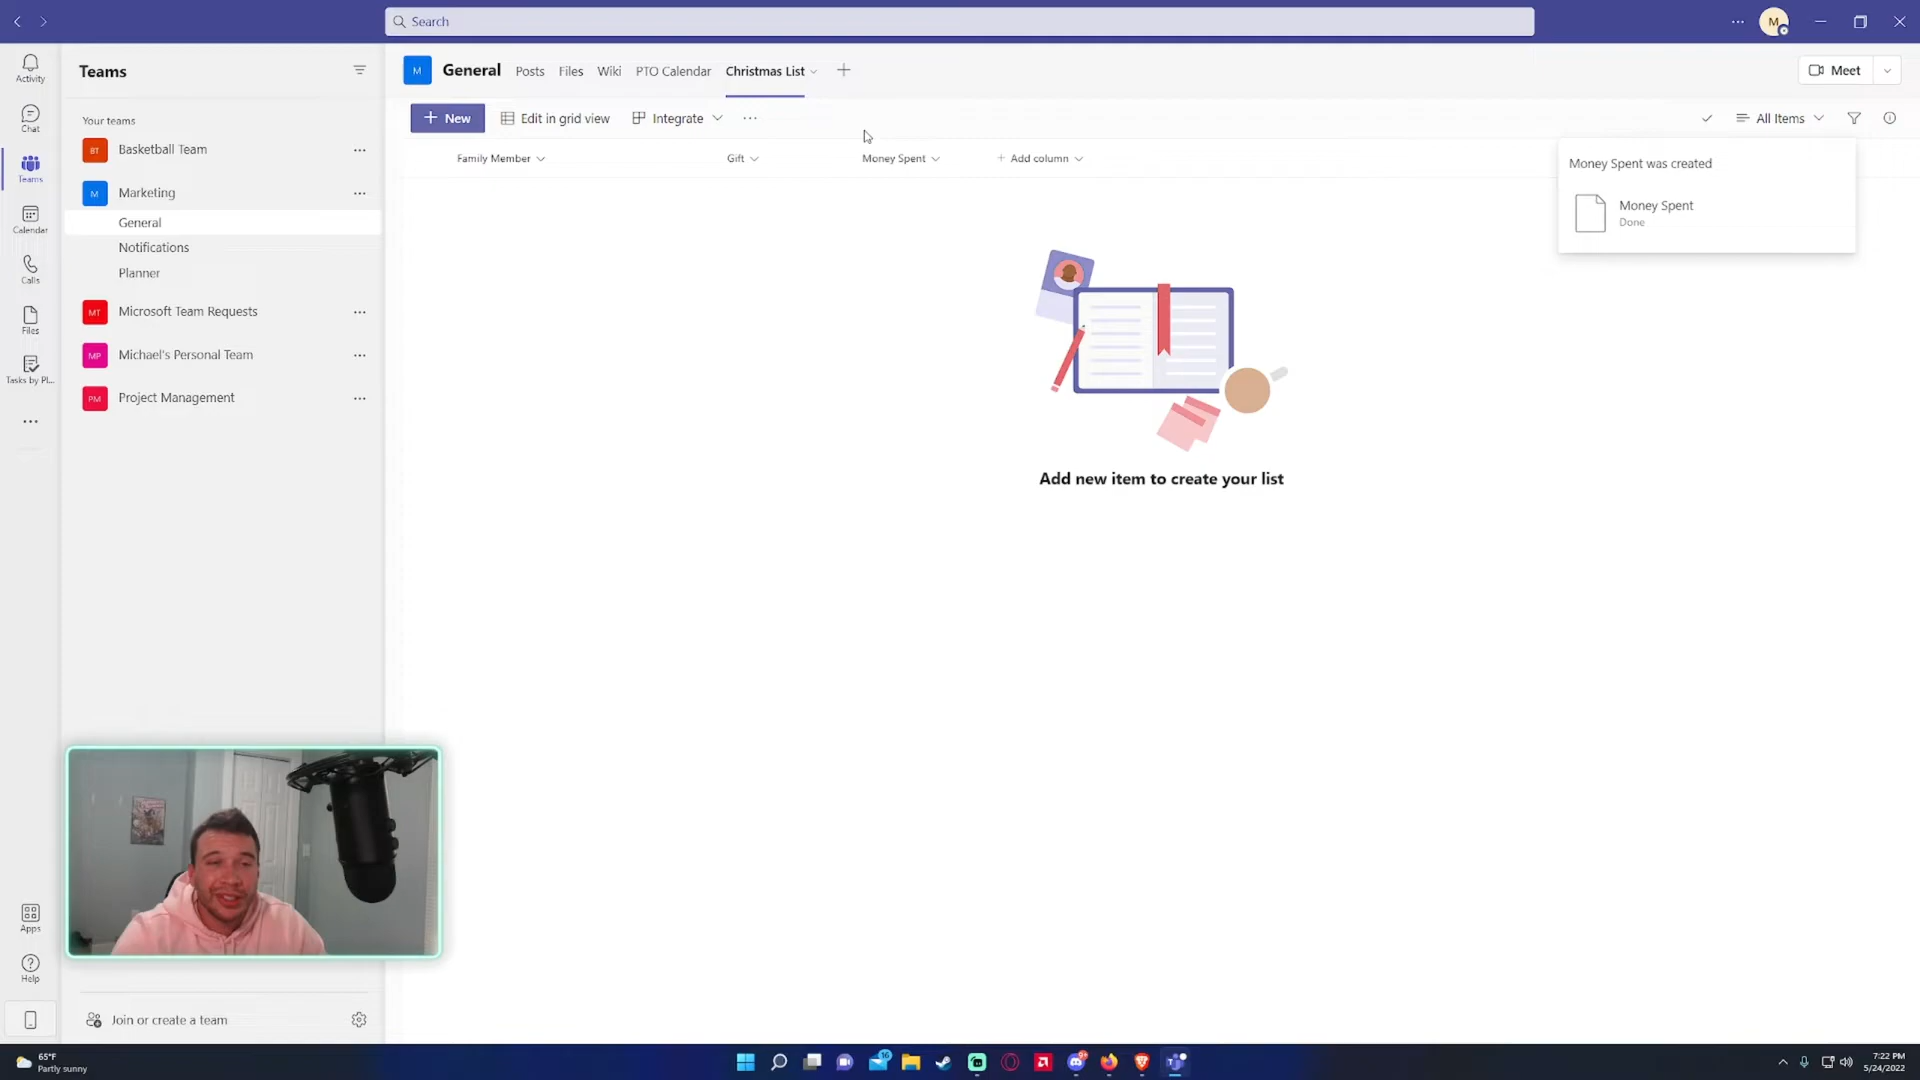 Search
M
Activity
Chat
Teams
Calendar
Calls
Files
Tasks by Pl...
Apps
Help
Teams
Your teams
BT Basketball Team
M Marketing
General
Notifications
Planner
MT Microsoft Team Requests
MP Michael's Personal Team
PM Project Management
Join or create a team
M General Posts Files Wiki PTO Calendar Christmas List
Meet
+ New Edit in grid view Integrate
All Items
Family Member Gift Money Spent + Add column
Money Spent was created
Money Spent
Done
Add new item to create your list
65°F
Partly sunny
16
9+
7:22 PM
5/24/2022